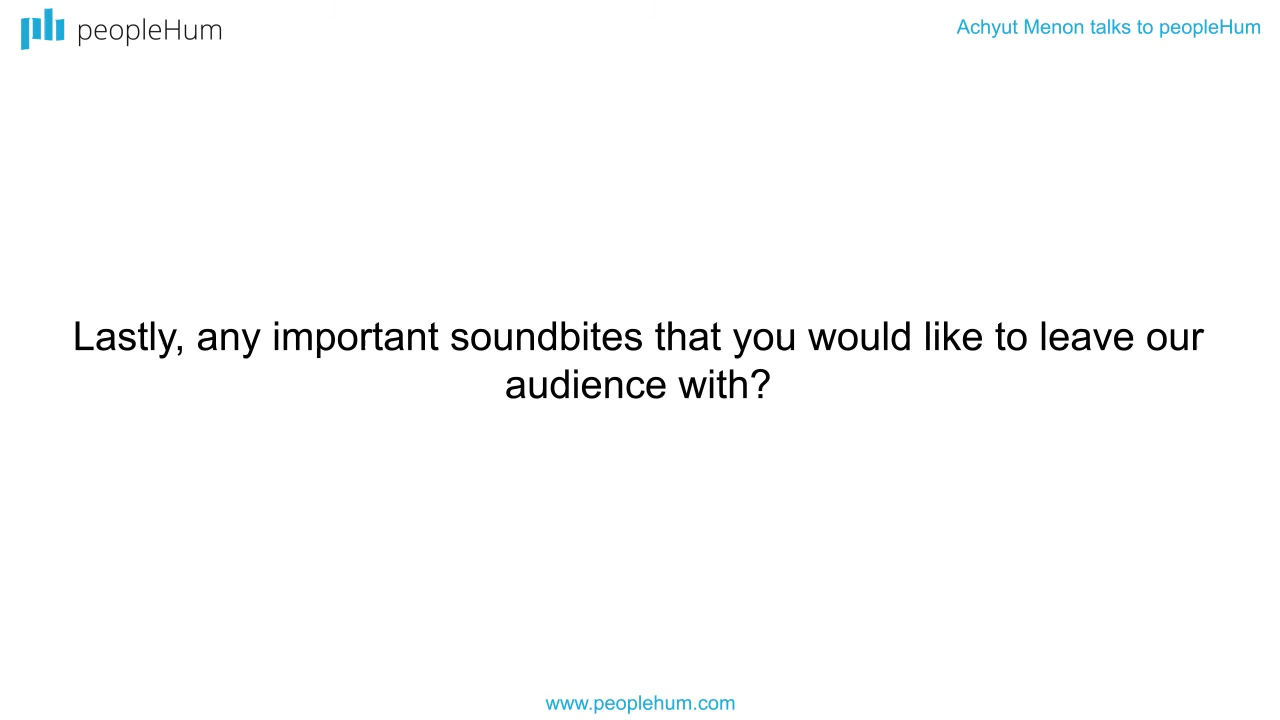 peopleHum
Achyut Menon talks to peopleHum
Lastly, any important soundbites that you would like to leave our
audience with?
www.peoplehum.com